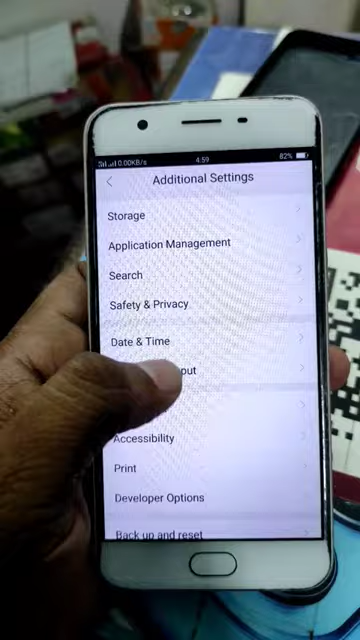 0.00KB/s 4:59 82%
Additional Settings
Storage
Application Management
Search
Safety & Privacy
Date & Time
put
Accessibility
Print
Developer Options
Back up and reset